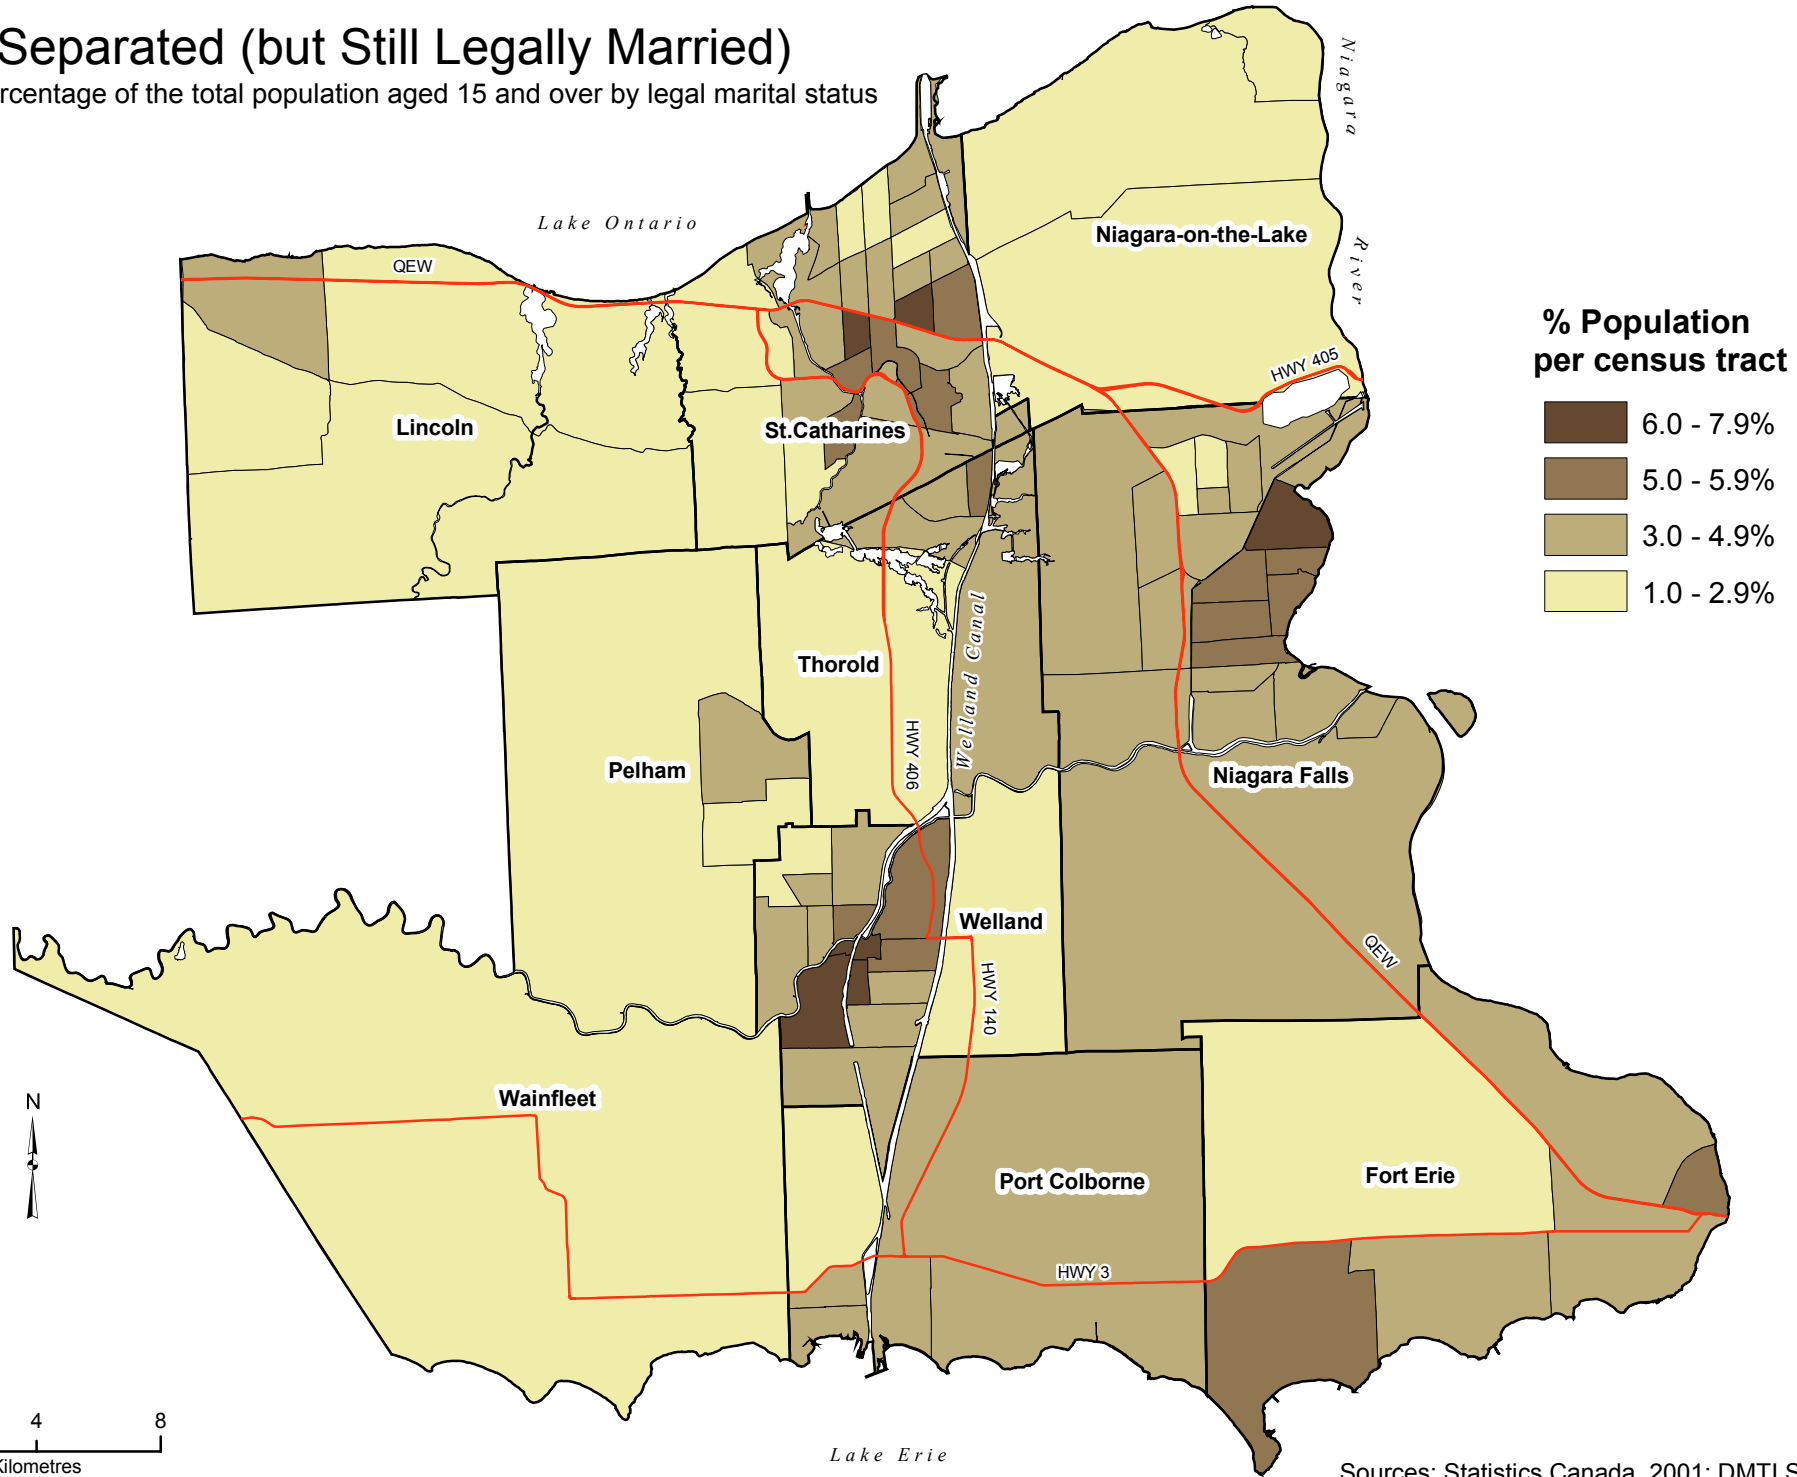 Separated (but Still Legally Married)
rcentage of the total population aged 15 and over by legal marital status
Niagara River
Lake Ontario
QEW
Niagara-on-the-Lake
% Population
per census tract
6.0 - 7.9%
5.0 - 5.9%
3.0 - 4.9%
1.0 - 2.9%
HWY 405
Lincoln
St.Catharines
Thorold
Welland Canal
HWY 406
Pelham
Niagara Falls
Welland
QEW
HWY 140
Wainfleet
N
Port Colborne
Fort Erie
HWY 3
4 8
Kilometres
Lake Erie
Sources: Statistics Canada, 2001; DMTI S